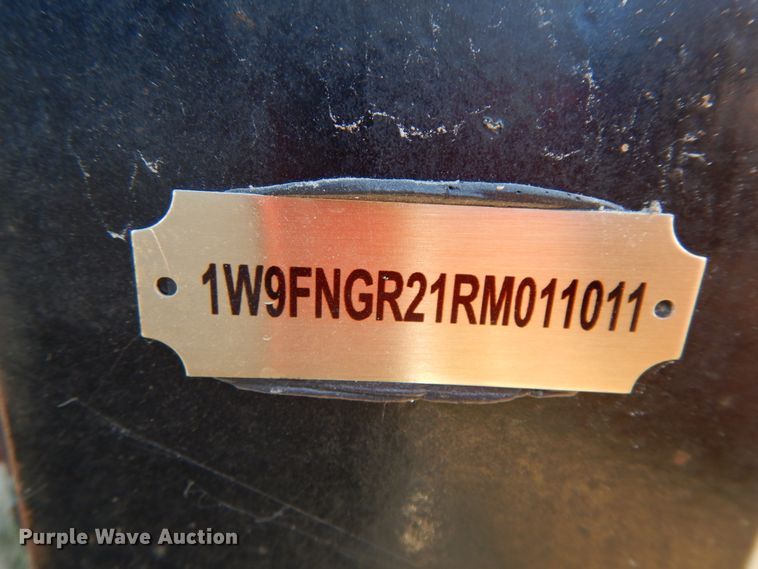 1W9FNGR21RM011011
Purple Wave Auction